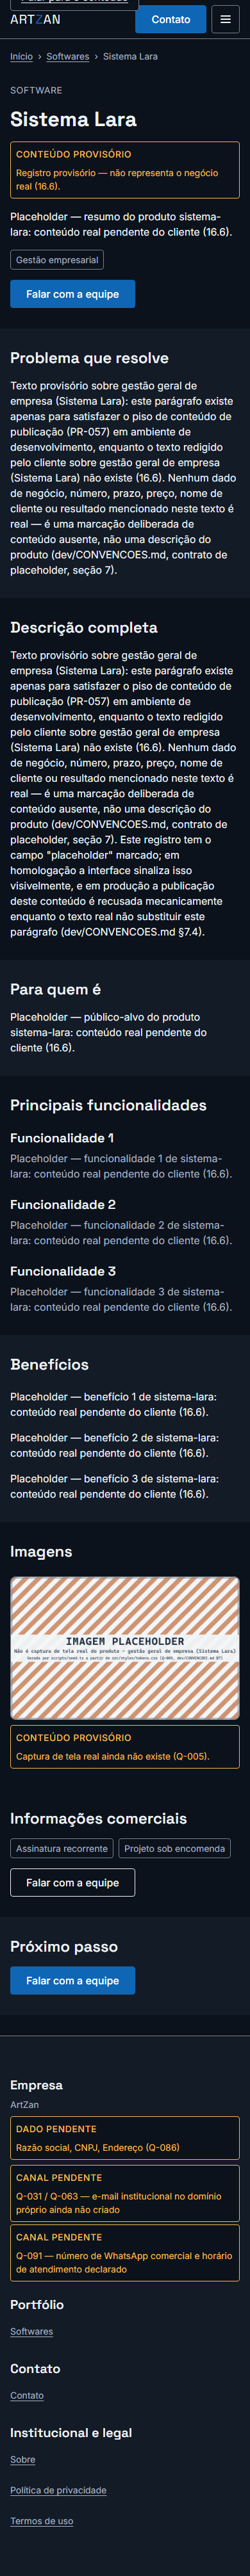 Falar para o conteúdo
ARTZAN
Contato
Início › Softwares › Sistema Lara
SOFTWARE
Sistema Lara
CONTEÚDO PROVISÓRIO
Registro provisório — não representa o negócio
real (16.6).
Placeholder — resumo do produto sistema-
lara: conteúdo real pendente do cliente (16.6).
Gestão empresarial
Falar com a equipe
Problema que resolve
Texto provisório sobre gestão geral de
empresa (Sistema Lara): este parágrafo existe
apenas para satisfazer o piso de conteúdo de
publicação (PR-057) em ambiente de
desenvolvimento, enquanto o texto redigido
pelo cliente sobre gestão geral de empresa
(Sistema Lara) não existe (16.6). Nenhum dado
de negócio, número, prazo, preço, nome de
cliente ou resultado mencionado neste texto é
real — é uma marcação deliberada de
conteúdo ausente, não uma descrição do
produto (dev/CONVENCOES.md, contrato de
placeholder, seção 7).
Descrição completa
Texto provisório sobre gestão geral de
empresa (Sistema Lara): este parágrafo existe
apenas para satisfazer o piso de conteúdo de
publicação (PR-057) em ambiente de
desenvolvimento, enquanto o texto redigido
pelo cliente sobre gestão geral de empresa
(Sistema Lara) não existe (16.6). Nenhum dado
de negócio, número, prazo, preço, nome de
cliente ou resultado mencionado neste texto é
real — é uma marcação deliberada de
conteúdo ausente, não uma descrição do
produto (dev/CONVENCOES.md, contrato de
placeholder, seção 7). Este registro tem o
campo "placeholder" marcado; em
homologação a interface sinaliza isso
visivelmente, e em produção a publicação
deste conteúdo é recusada mecanicamente
enquanto o texto real não substituir este
parágrafo (dev/CONVENCOES.md §7.4).
Para quem é
Placeholder — público-alvo do produto
sistema-lara: conteúdo real pendente do
cliente (16.6).
Principais funcionalidades
Funcionalidade 1
Placeholder — funcionalidade 1 de sistema-
lara: conteúdo real pendente do cliente (16.6).
Funcionalidade 2
Placeholder — funcionalidade 2 de sistema-
lara: conteúdo real pendente do cliente (16.6).
Funcionalidade 3
Placeholder — funcionalidade 3 de sistema-
lara: conteúdo real pendente do cliente (16.6).
Benefícios
Placeholder — benefício 1 de sistema-lara:
conteúdo real pendente do cliente (16.6).
Placeholder — benefício 2 de sistema-lara:
conteúdo real pendente do cliente (16.6).
Placeholder — benefício 3 de sistema-lara:
conteúdo real pendente do cliente (16.6).
Imagens
IMAGEM PLACEHOLDER
Não é captura de tela real do produto — gestão geral de empresa (Sistema Lara)
CONTEÚDO PROVISÓRIO
Captura de tela real ainda não existe (Q-005).
Informações comerciais
Assinatura recorrente
Projeto sob encomenda
Falar com a equipe
Próximo passo
Falar com a equipe
Empresa
ArtZan
DADO PENDENTE
Razão social, CNPJ, Endereço (Q-086)
CANAL PENDENTE
Q-031 / Q-063 — e-mail institucional no domínio
próprio ainda não criado
CANAL PENDENTE
Q-091 — número de WhatsApp comercial e horário
de atendimento declarado
Portfólio
Softwares
Contato
Contato
Institucional e legal
Sobre
Política de privacidade
Termos de uso